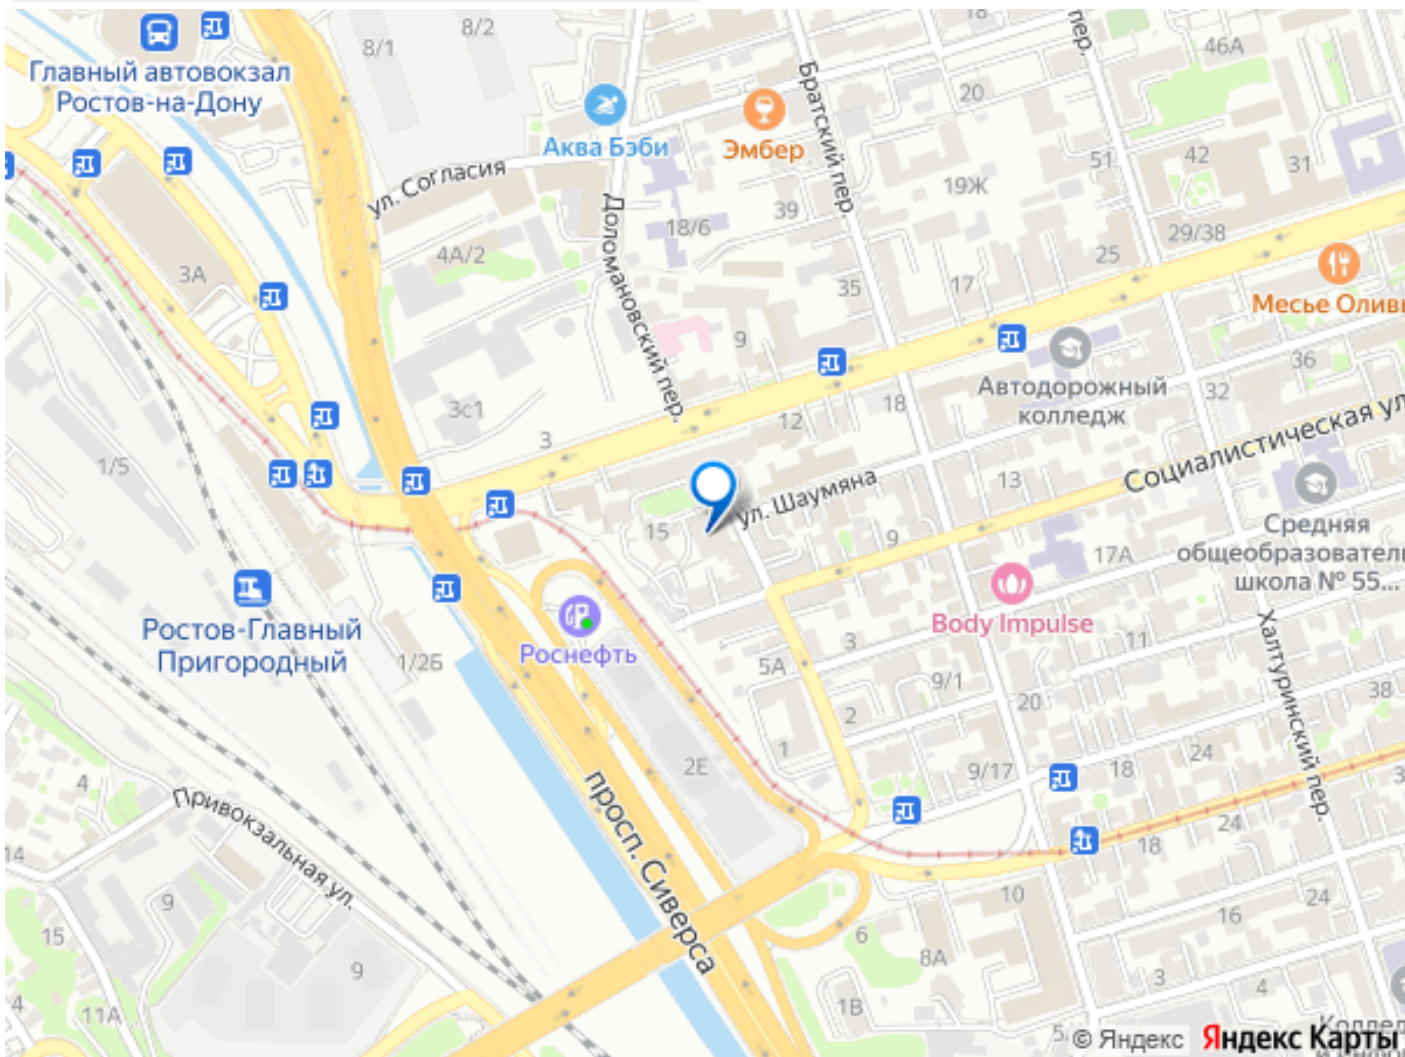 8/1
8/2
18
пер.
46А
Главный автовокзал
Ростов-на-Дону
Аква Бэби
Эмбер
Братский пер.
20
51
42
31
ул. Согласия
19Ж
39
18/6
Доломановский пер.
4А/2
3А
29/38
25
17
35
Месье Оливь
9
36
Автодорожный
колледж
32
3с1
3
12
18
Социалистическая ул.
1/5
ул. Шаумяна
13
15
9
Средняя
общеобразователь
школа № 55...
17А
Body Impulse
Роснефть
Ростов-Главный
Пригородный
1/2Б
3
11
5А
9/1
20
38
Халтуринский пер.
2
1
2Е
9/17
18
24
4
просп. Сиверса
Привокзальная ул.
24
18
14
9
10
24
16
15
6
8А
9
3
4
4
11А
1В
5
© Яндекс
Яндекс Карты